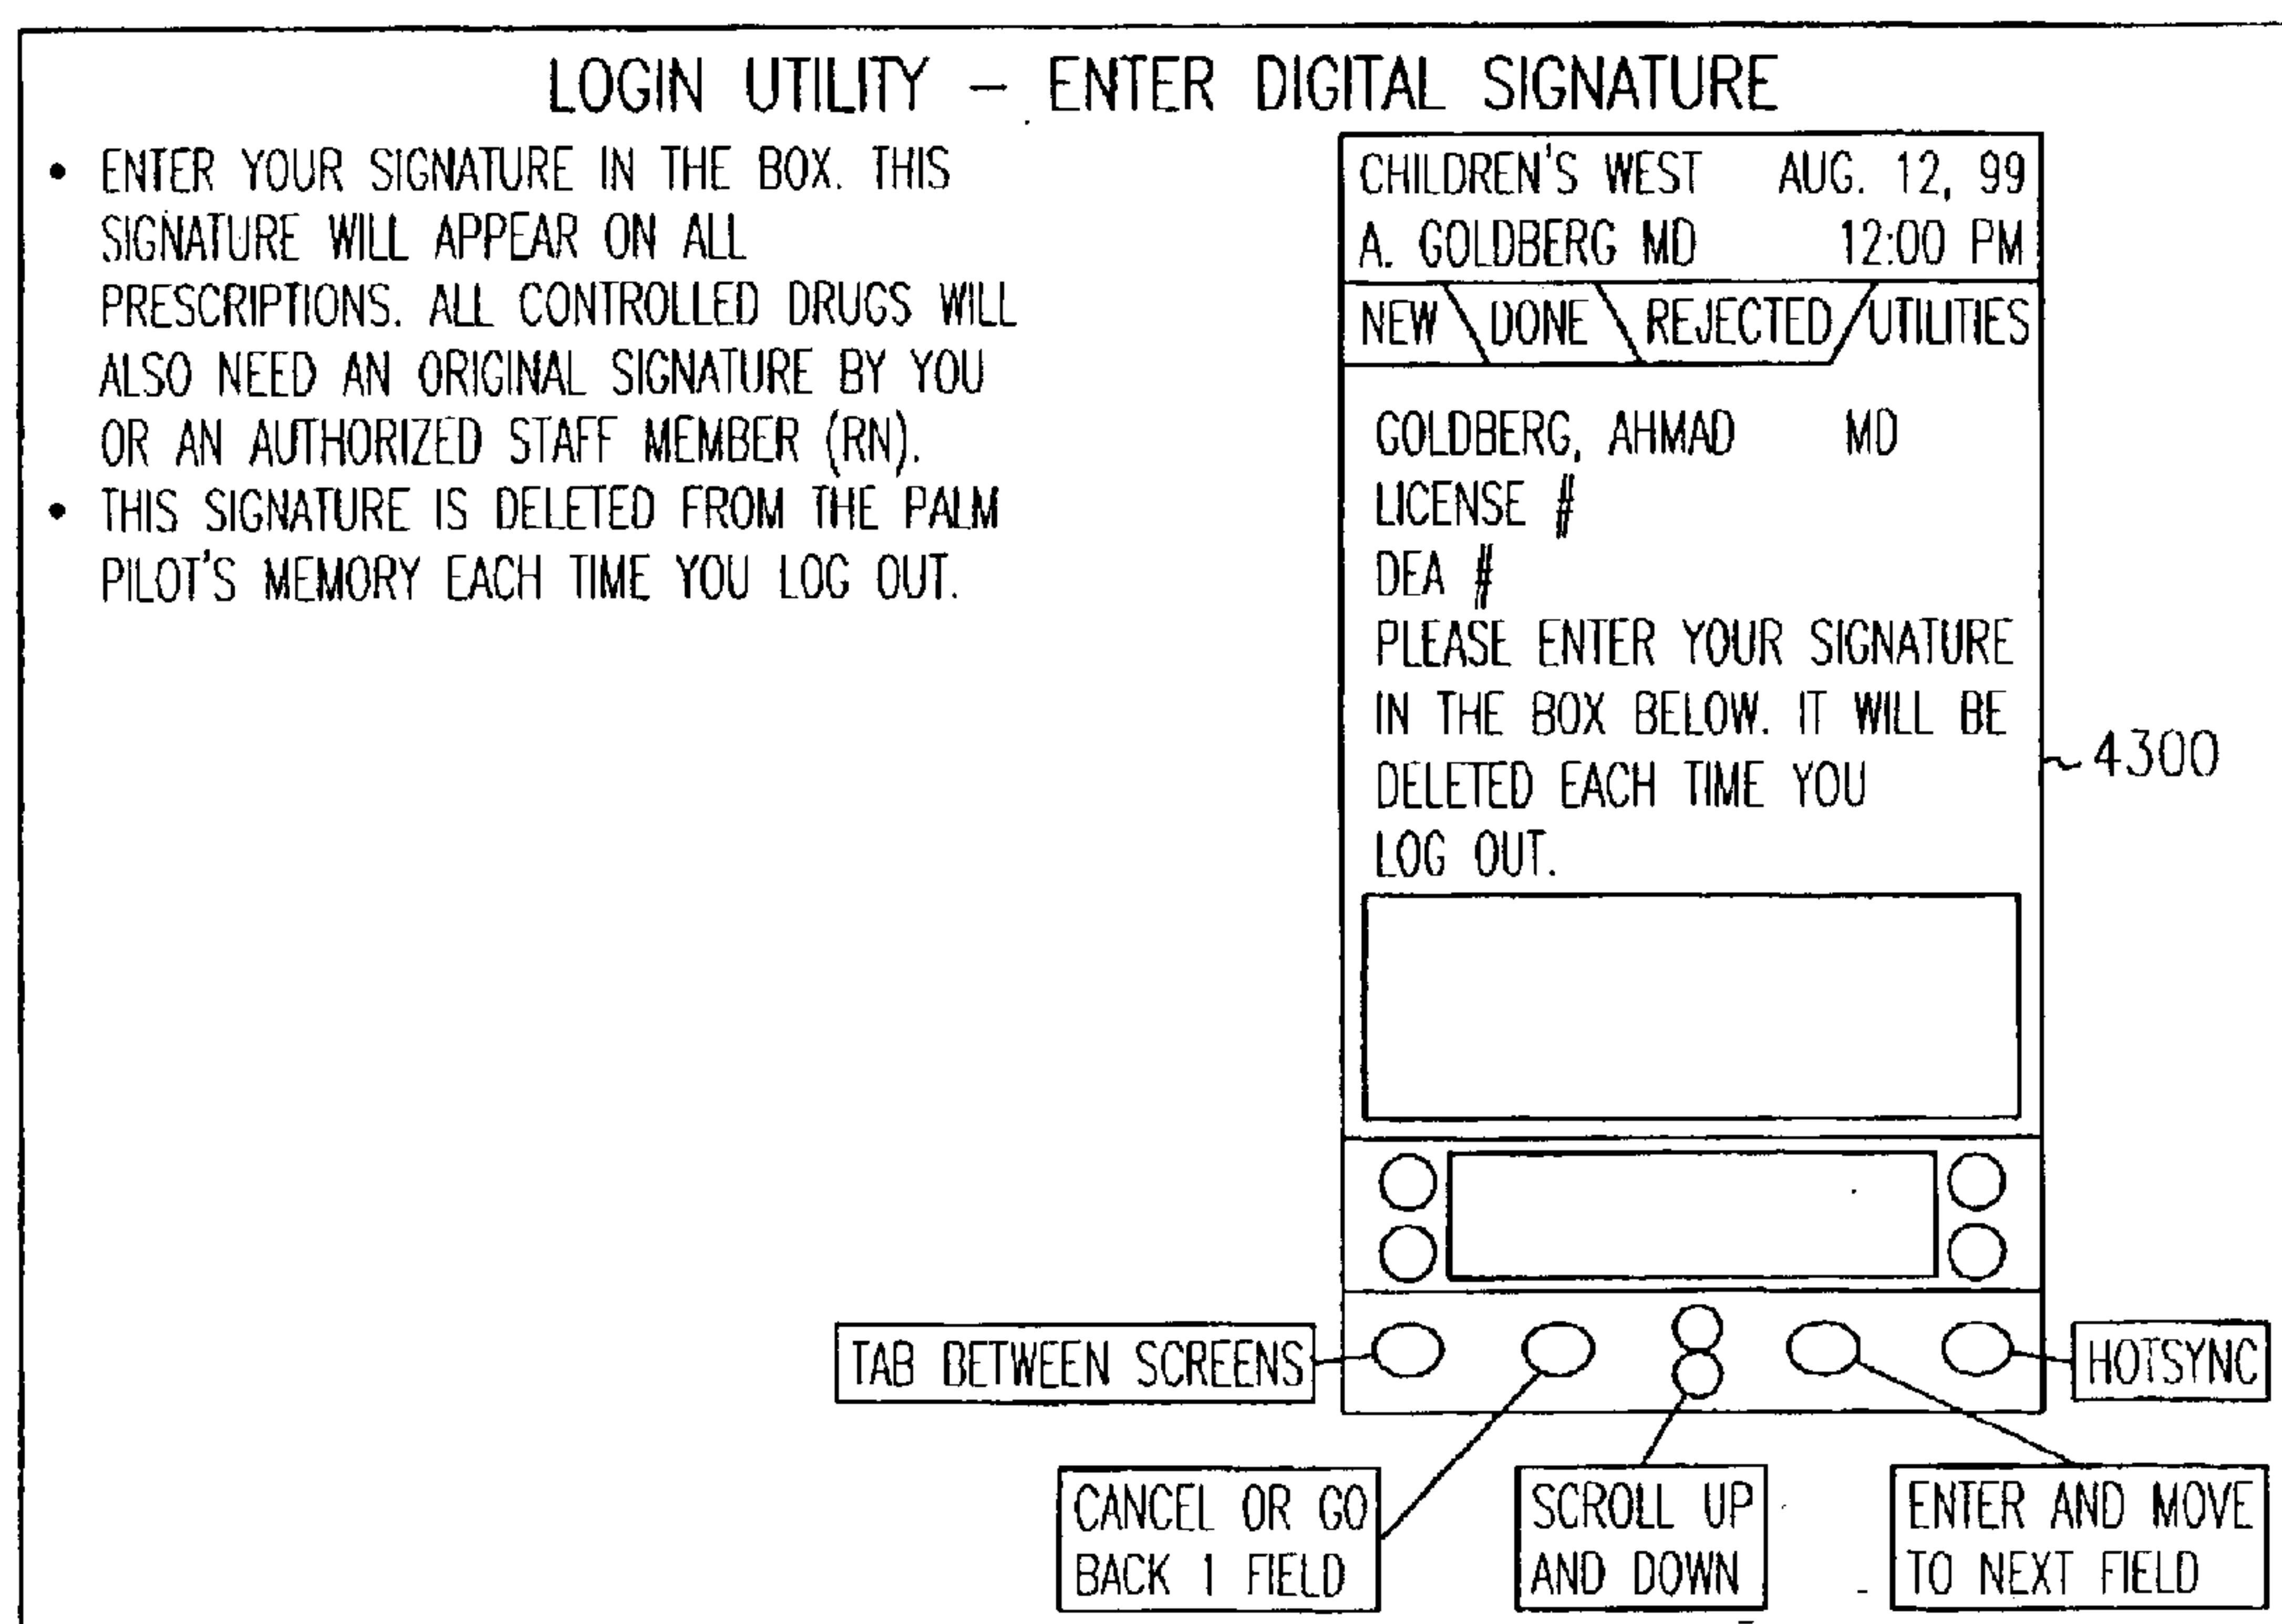 LOGIN UTILITY – ENTER DIGITAL SIGNATURE
• ENTER YOUR SIGNATURE IN THE BOX. THIS
SIGNATURE WILL APPEAR ON ALL
PRESCRIPTIONS. ALL CONTROLLED DRUGS WILL
ALSO NEED AN ORIGINAL SIGNATURE BY YOU
OR AN AUTHORIZED STAFF MEMBER (RN).
• THIS SIGNATURE IS DELETED FROM THE PALM
PILOT'S MEMORY EACH TIME YOU LOG OUT.
CHILDREN'S WEST AUG. 12, 99
A. GOLDBERG MD 12:00 PM
NEW DONE REJECTED UTILITIES
GOLDBERG, AHMAD MD
LICENSE #
DEA #
PLEASE ENTER YOUR SIGNATURE
IN THE BOX BELOW. IT WILL BE
DELETED EACH TIME YOU
LOG OUT.
4300
TAB BETWEEN SCREENS
HOTSYNC
CANCEL OR GO
BACK 1 FIELD
SCROLL UP
AND DOWN
ENTER AND MOVE
TO NEXT FIELD